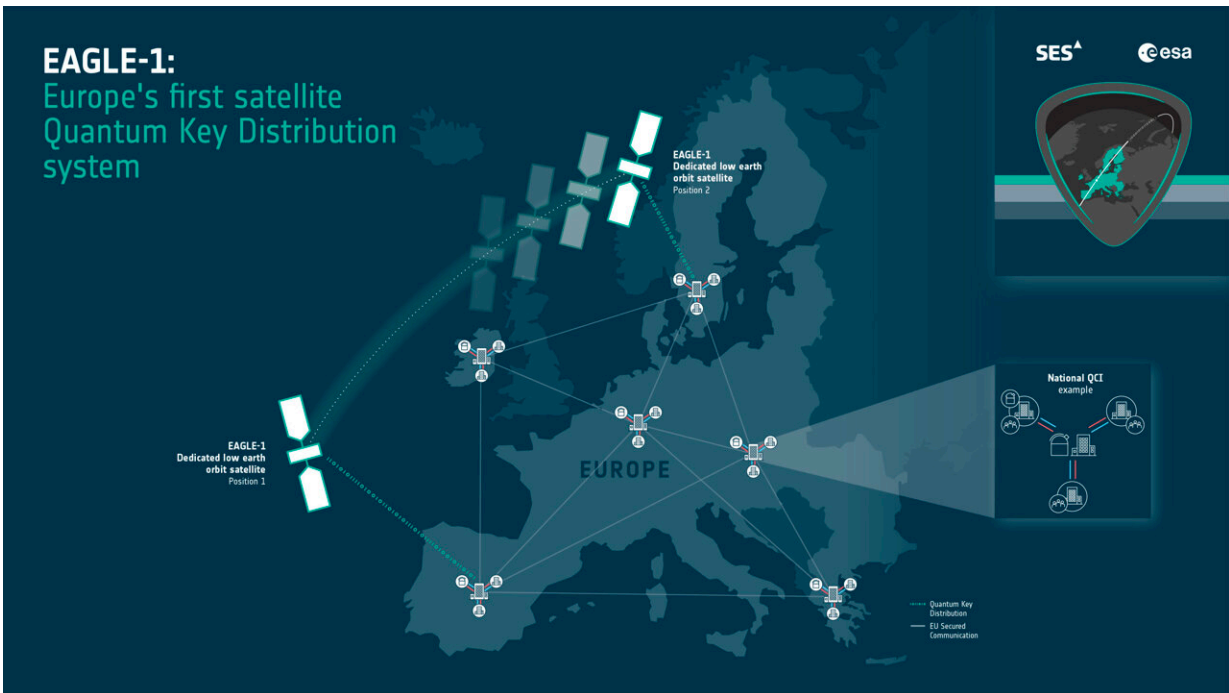 EAGLE-1:
Europe's first satellite
Quantum Key Distribution
system
SES
esa
EAGLE-1
Dedicated low earth
orbit satellite
Position 2
EAGLE-1
Dedicated low earth
orbit satellite
Position 1
National QCI
example
EUROPE
Quantum Key
Distribution
EU Secured
Communication